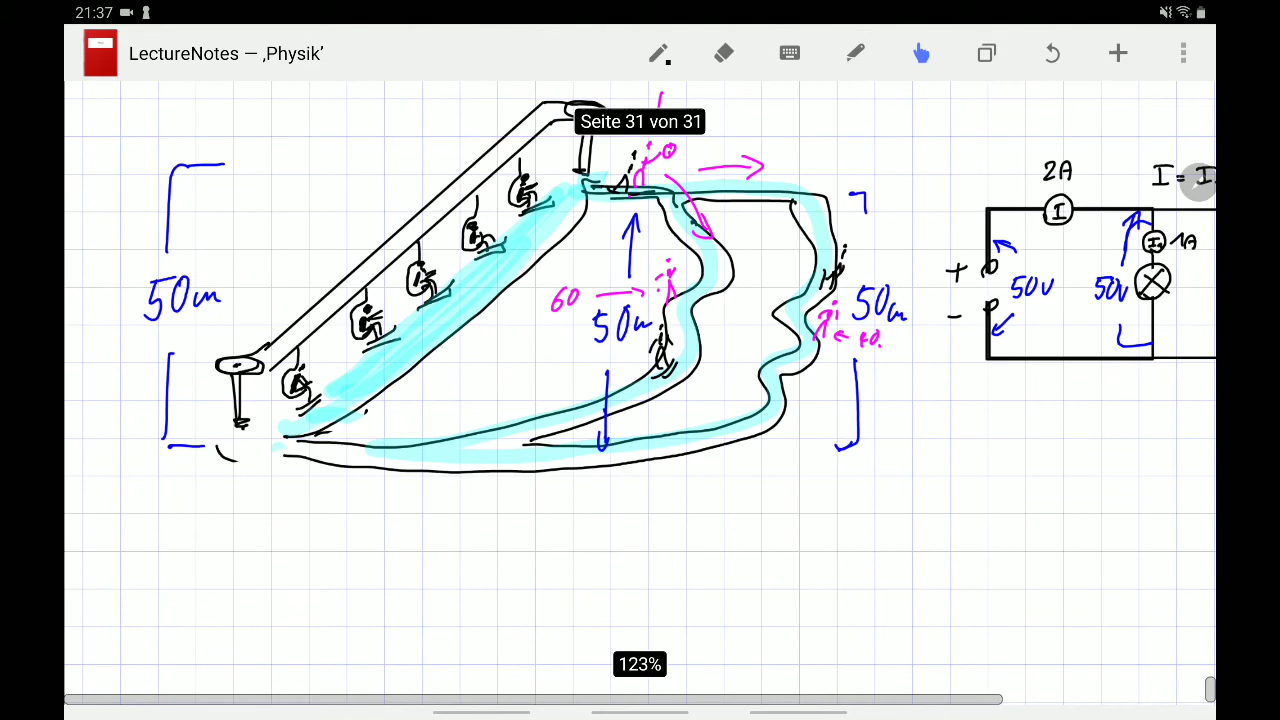 21:37
LectureNotes — ‚Physik’
Seite 31 von 31
50m
60
50m
50m
2A
I = I
I
+
-
50V
50V
1A
123%